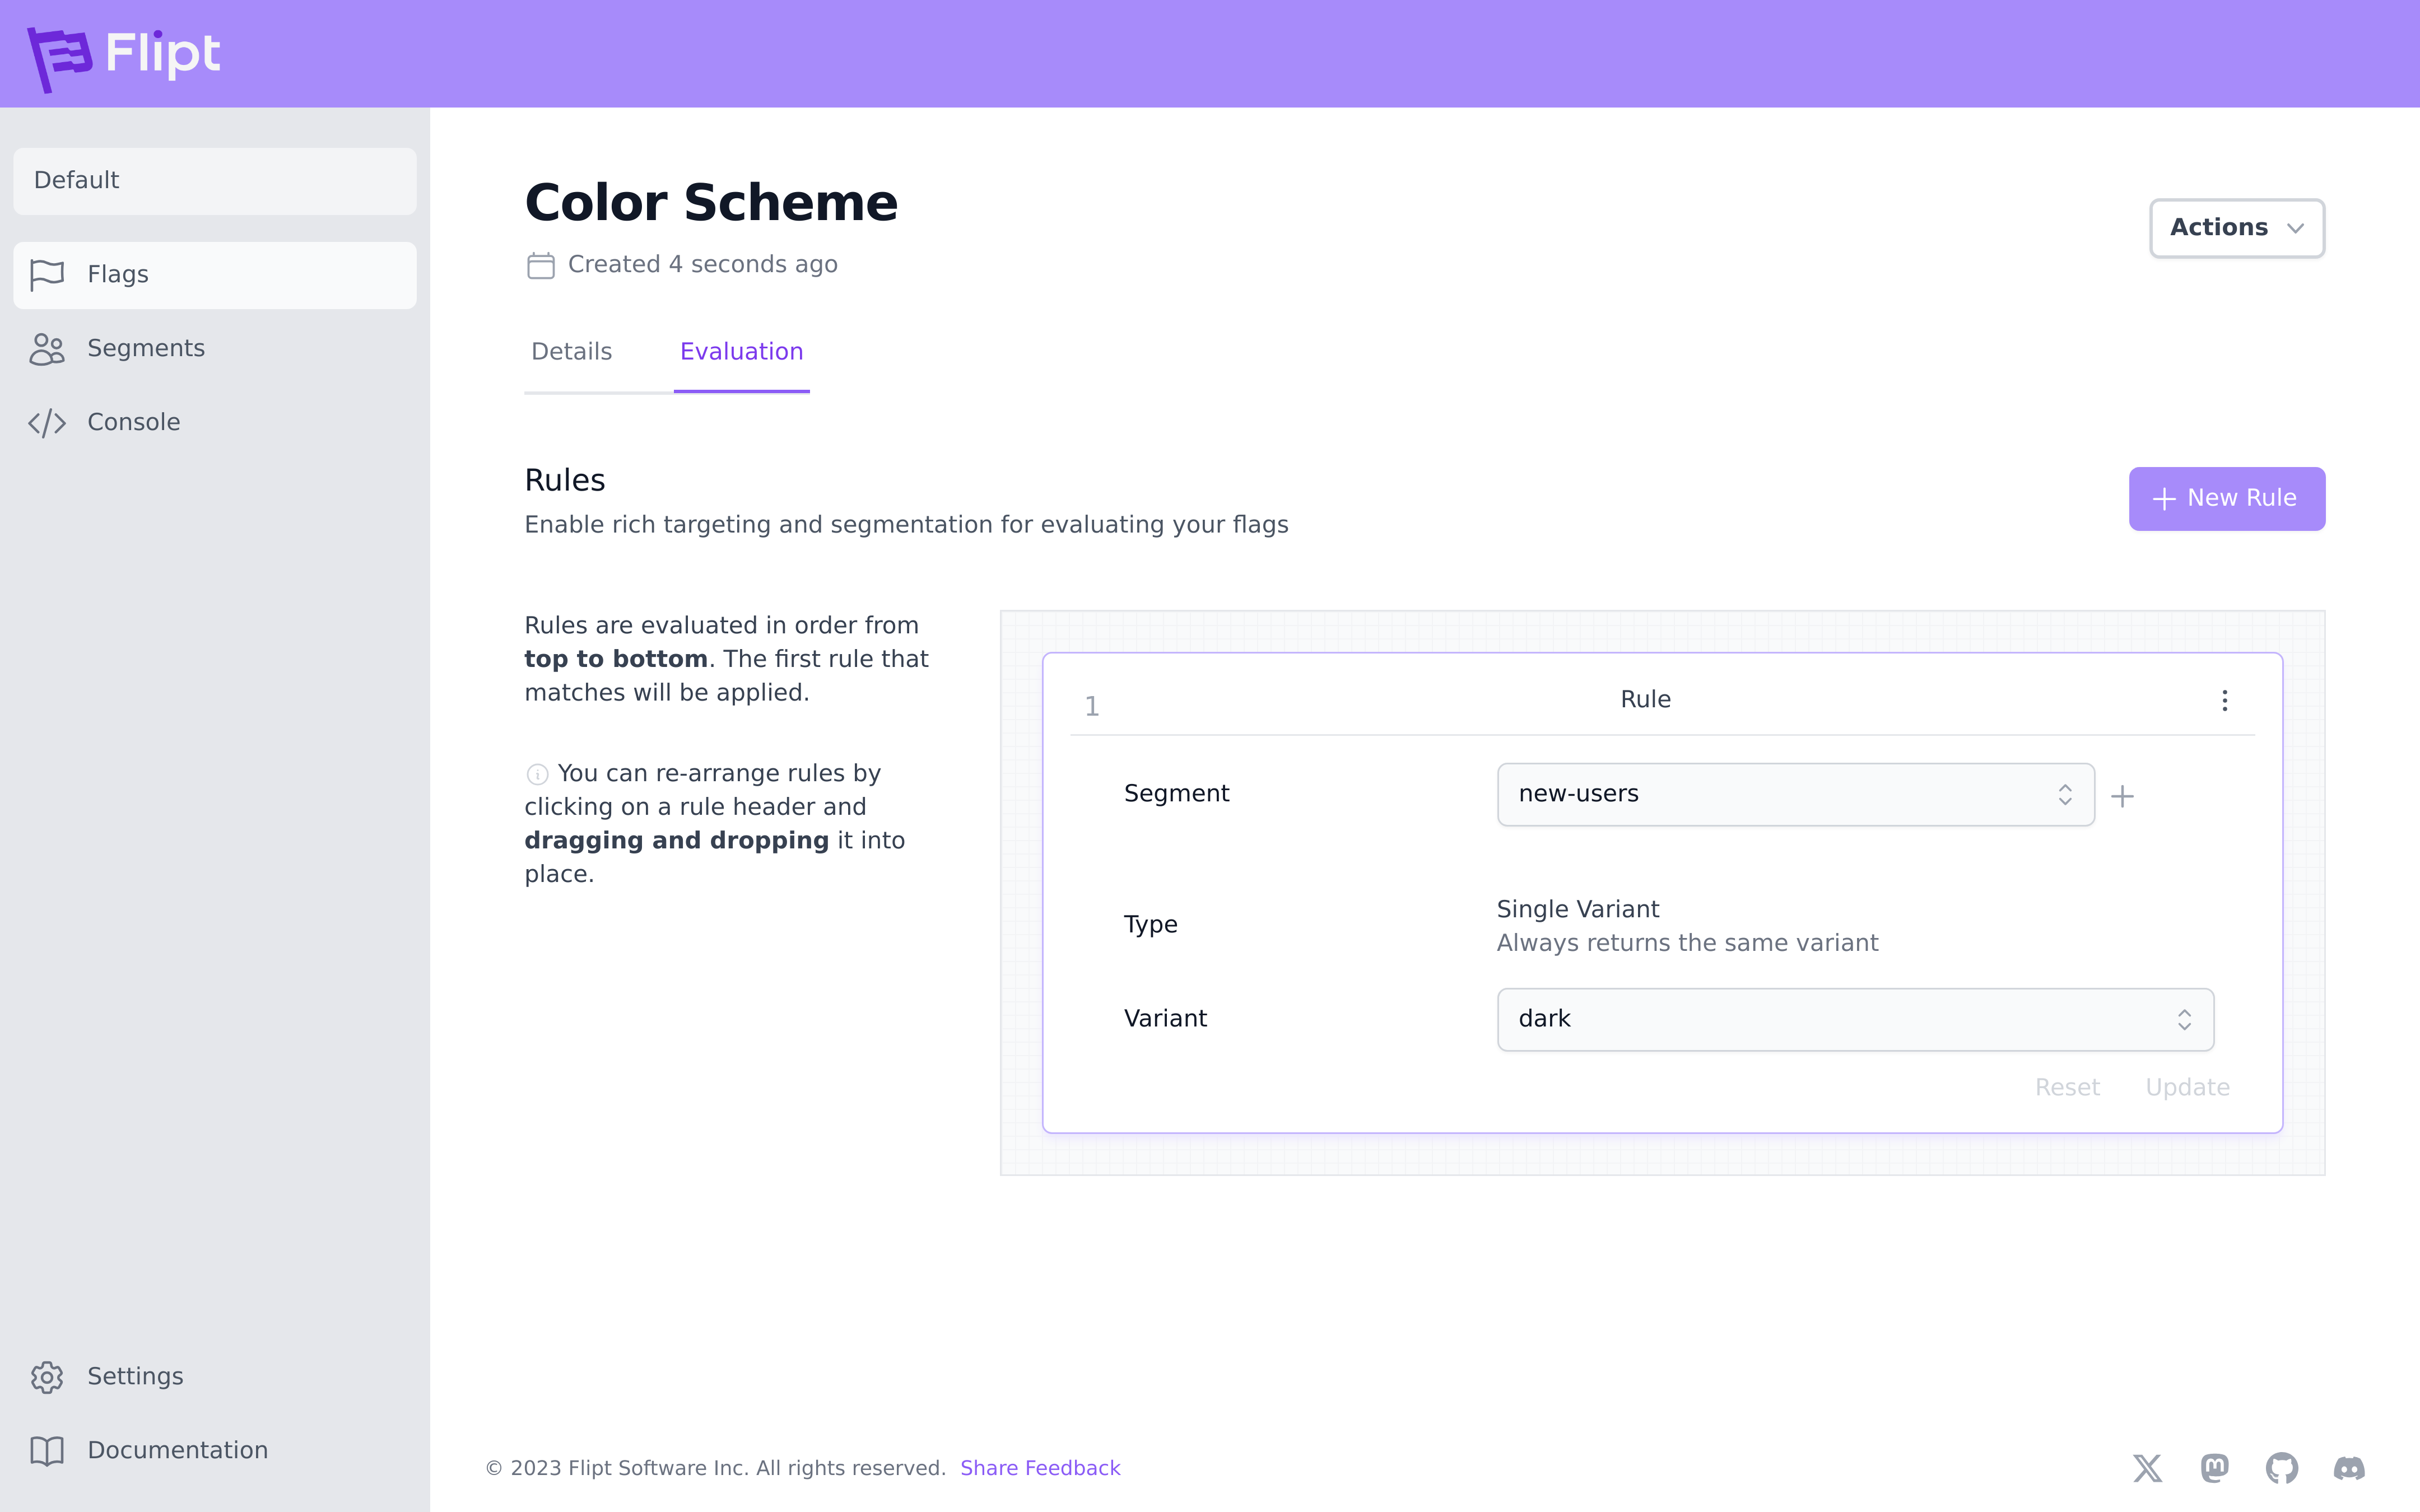 Flipt
Default
Flags
Segments
Console
Settings
Documentation
Color Scheme
Created 4 seconds ago
Actions
Details
Evaluation
Rules
Enable rich targeting and segmentation for evaluating your flags
New Rule
Rules are evaluated in order from
top to bottom. The first rule that
matches will be applied.
You can re-arrange rules by
clicking on a rule header and
dragging and dropping it into
place.
1
Rule
Segment
new-users
Type
Single Variant
Always returns the same variant
Variant
dark
Reset
Update
© 2023 Flipt Software Inc. All rights reserved. Share Feedback